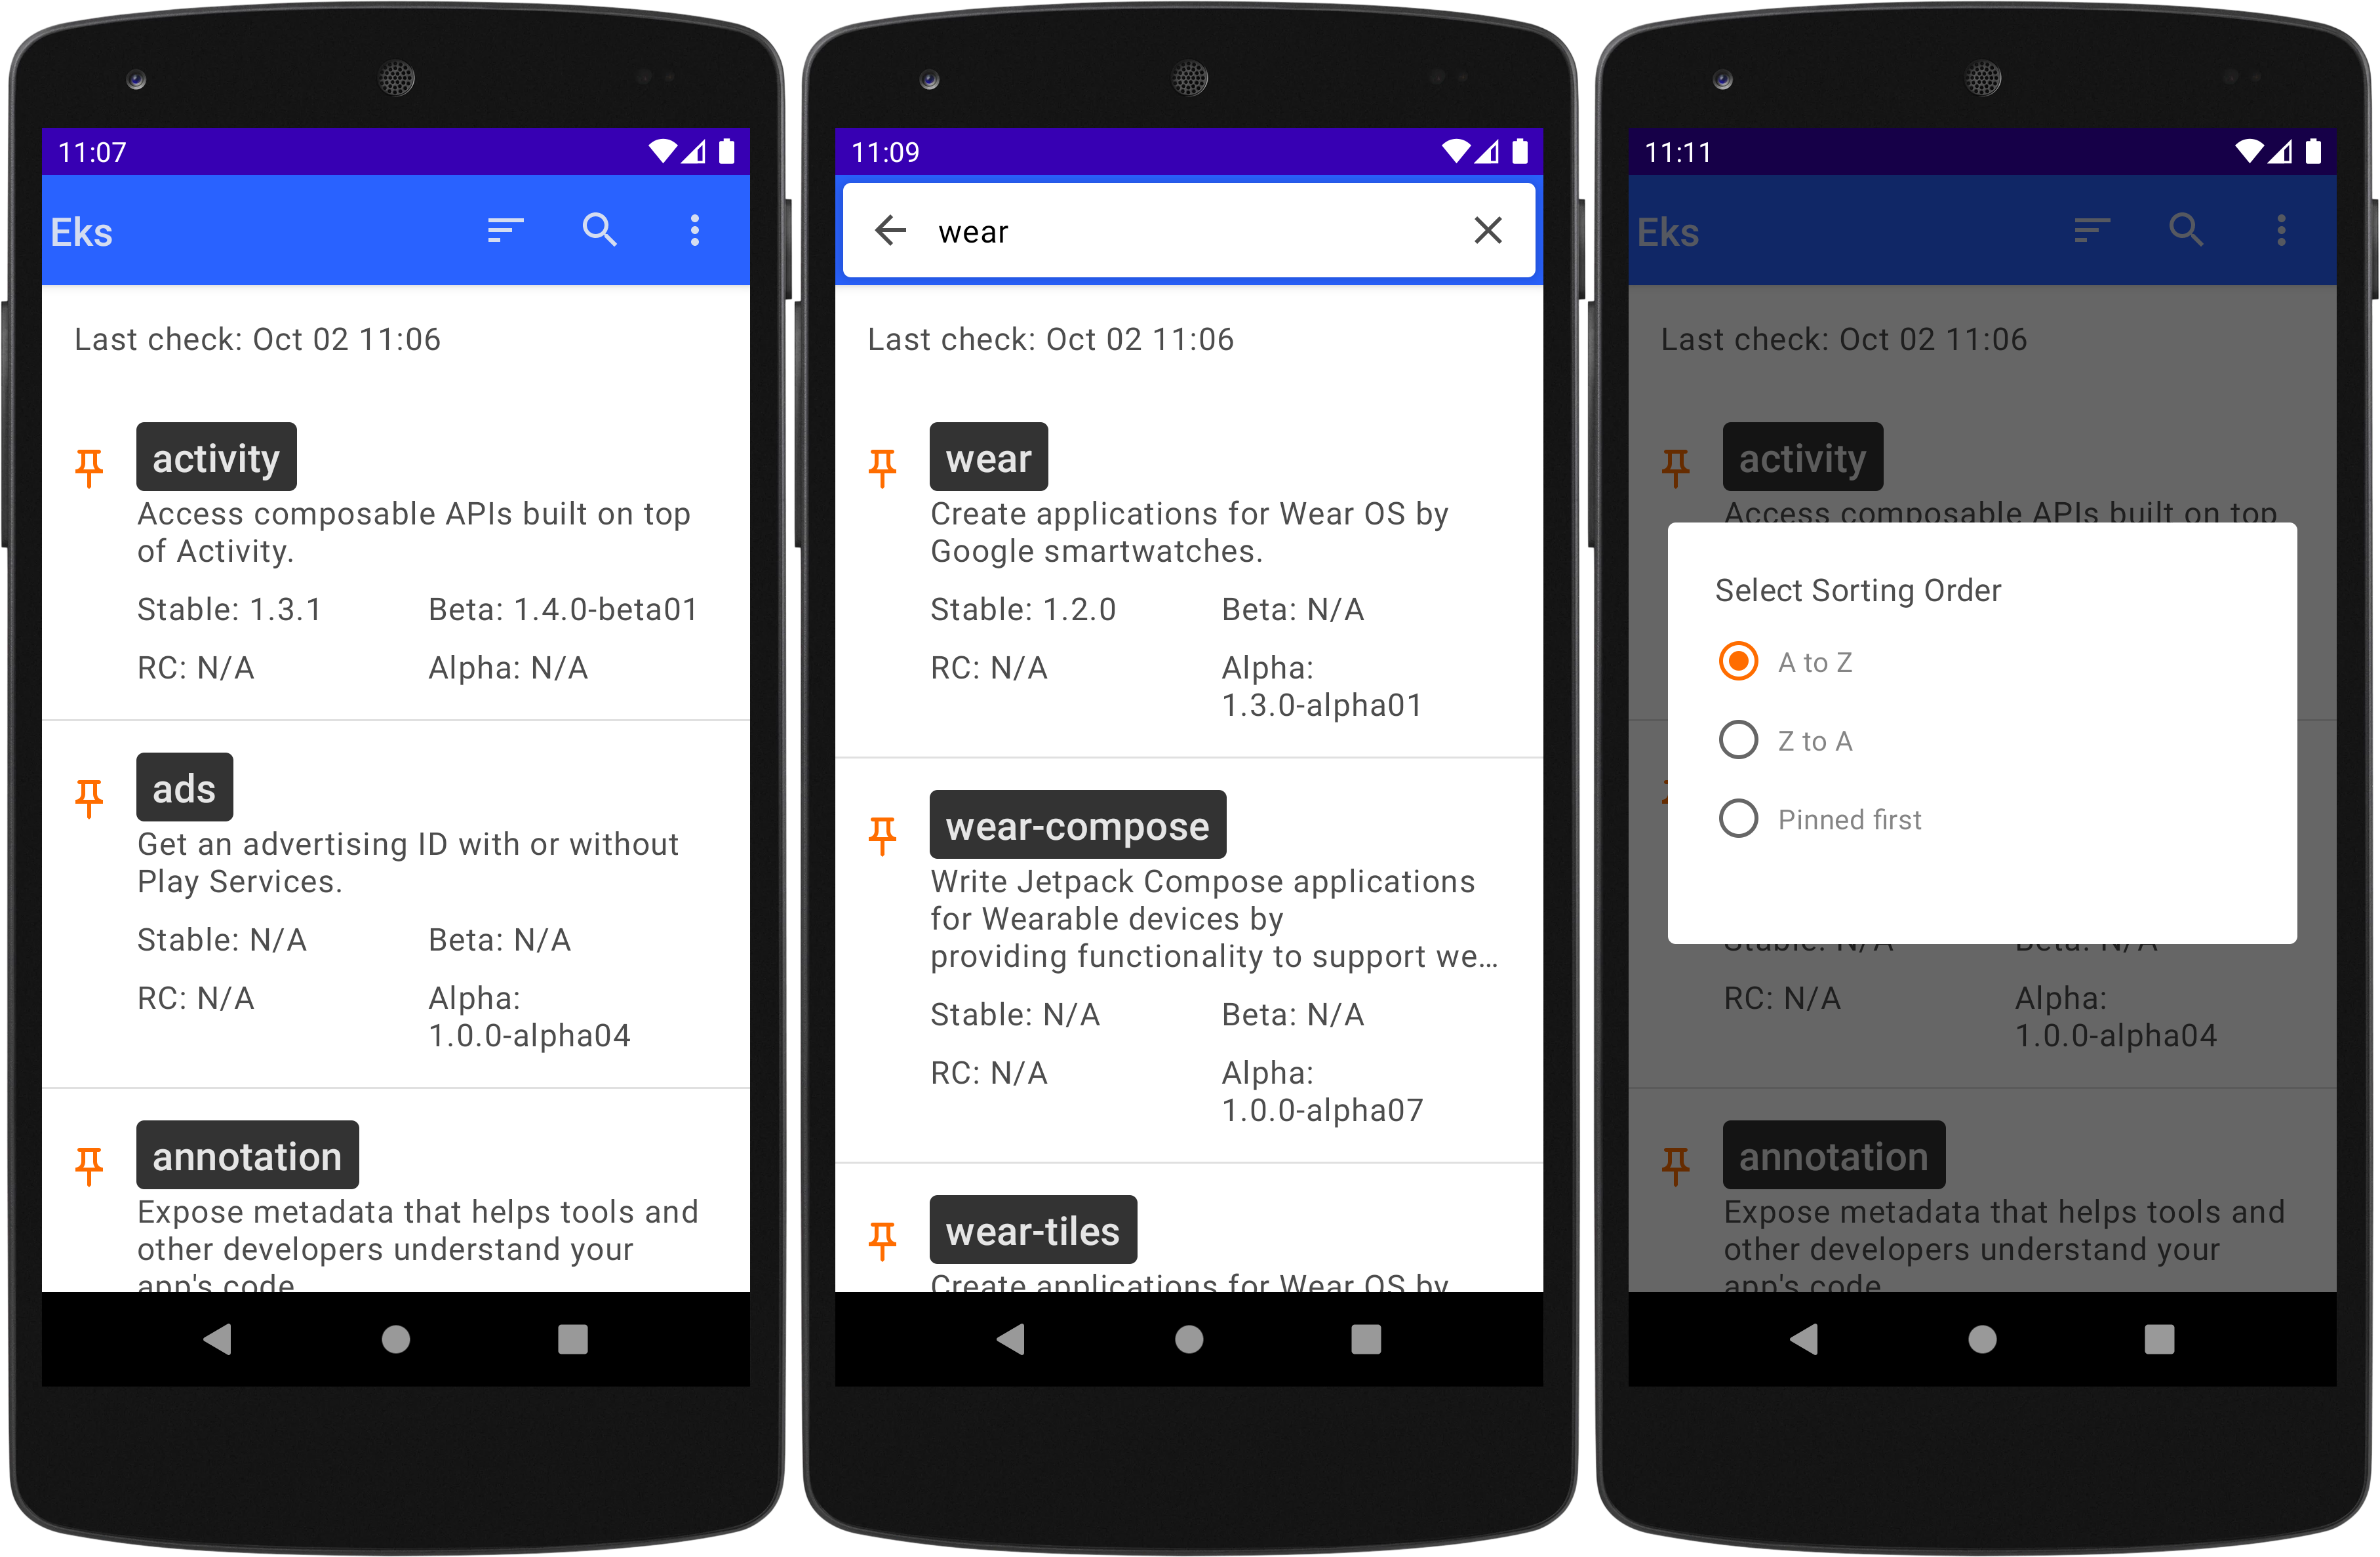 11:07
Eks
Last check: Oct 02 11:06
activity
Access composable APIs built on top
of Activity.
Stable: 1.3.1
Beta: 1.4.0-beta01
RC: N/A
Alpha: N/A
ads
Get an advertising ID with or without
Play Services.
Stable: N/A
Beta: N/A
RC: N/A
Alpha:
1.0.0-alpha04
annotation
Expose metadata that helps tools and
other developers understand your
app's code
11:09
wear
Last check: Oct 02 11:06
wear
Create applications for Wear OS by
Google smartwatches.
Stable: 1.2.0
Beta: N/A
RC: N/A
Alpha:
1.3.0-alpha01
wear-compose
Write Jetpack Compose applications
for Wearable devices by
providing functionality to support we…
Stable: N/A
Beta: N/A
RC: N/A
Alpha:
1.0.0-alpha07
wear-tiles
Create applications for Wear OS by
11:11
Eks
Last check: Oct 02 11:06
activity
Access composable APIs built on top
Select Sorting Order
A to Z
Z to A
Pinned first
Stable: N/A
Beta: N/A
RC: N/A
Alpha:
1.0.0-alpha04
annotation
Expose metadata that helps tools and
other developers understand your
app's code